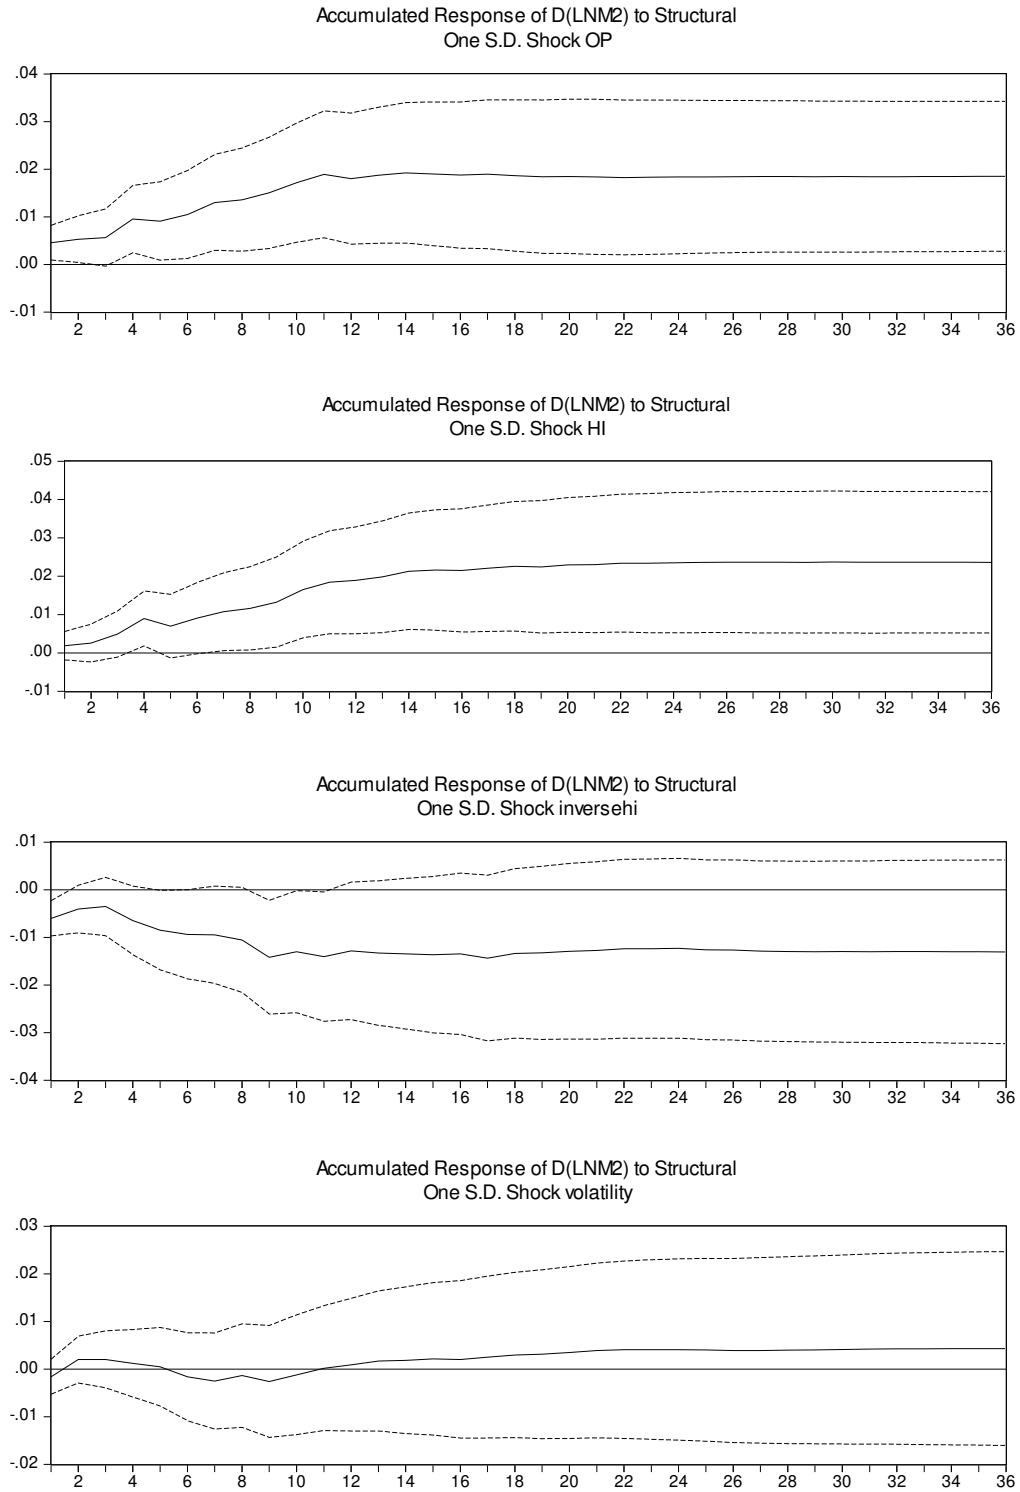 Accumulated Response of D(LNM2) to Structural
One S.D. Shock OP
.04
.03
.02
.01
.00
-.01
2 4 6 8 10 12 14 16 18 20 22 24 26 28 30 32 34 36
Accumulated Response of D(LNM2) to Structural
One S.D. Shock HI
.05
.04
.03
.02
.01
.00
-.01
2 4 6 8 10 12 14 16 18 20 22 24 26 28 30 32 34 36
Accumulated Response of D(LNM2) to Structural
One S.D. Shock inversehi
.01
.00
-.01
-.02
-.03
-.04
2 4 6 8 10 12 14 16 18 20 22 24 26 28 30 32 34 36
Accumulated Response of D(LNM2) to Structural
One S.D. Shock volatility
.03
.02
.01
.00
-.01
-.02
2 4 6 8 10 12 14 16 18 20 22 24 26 28 30 32 34 36